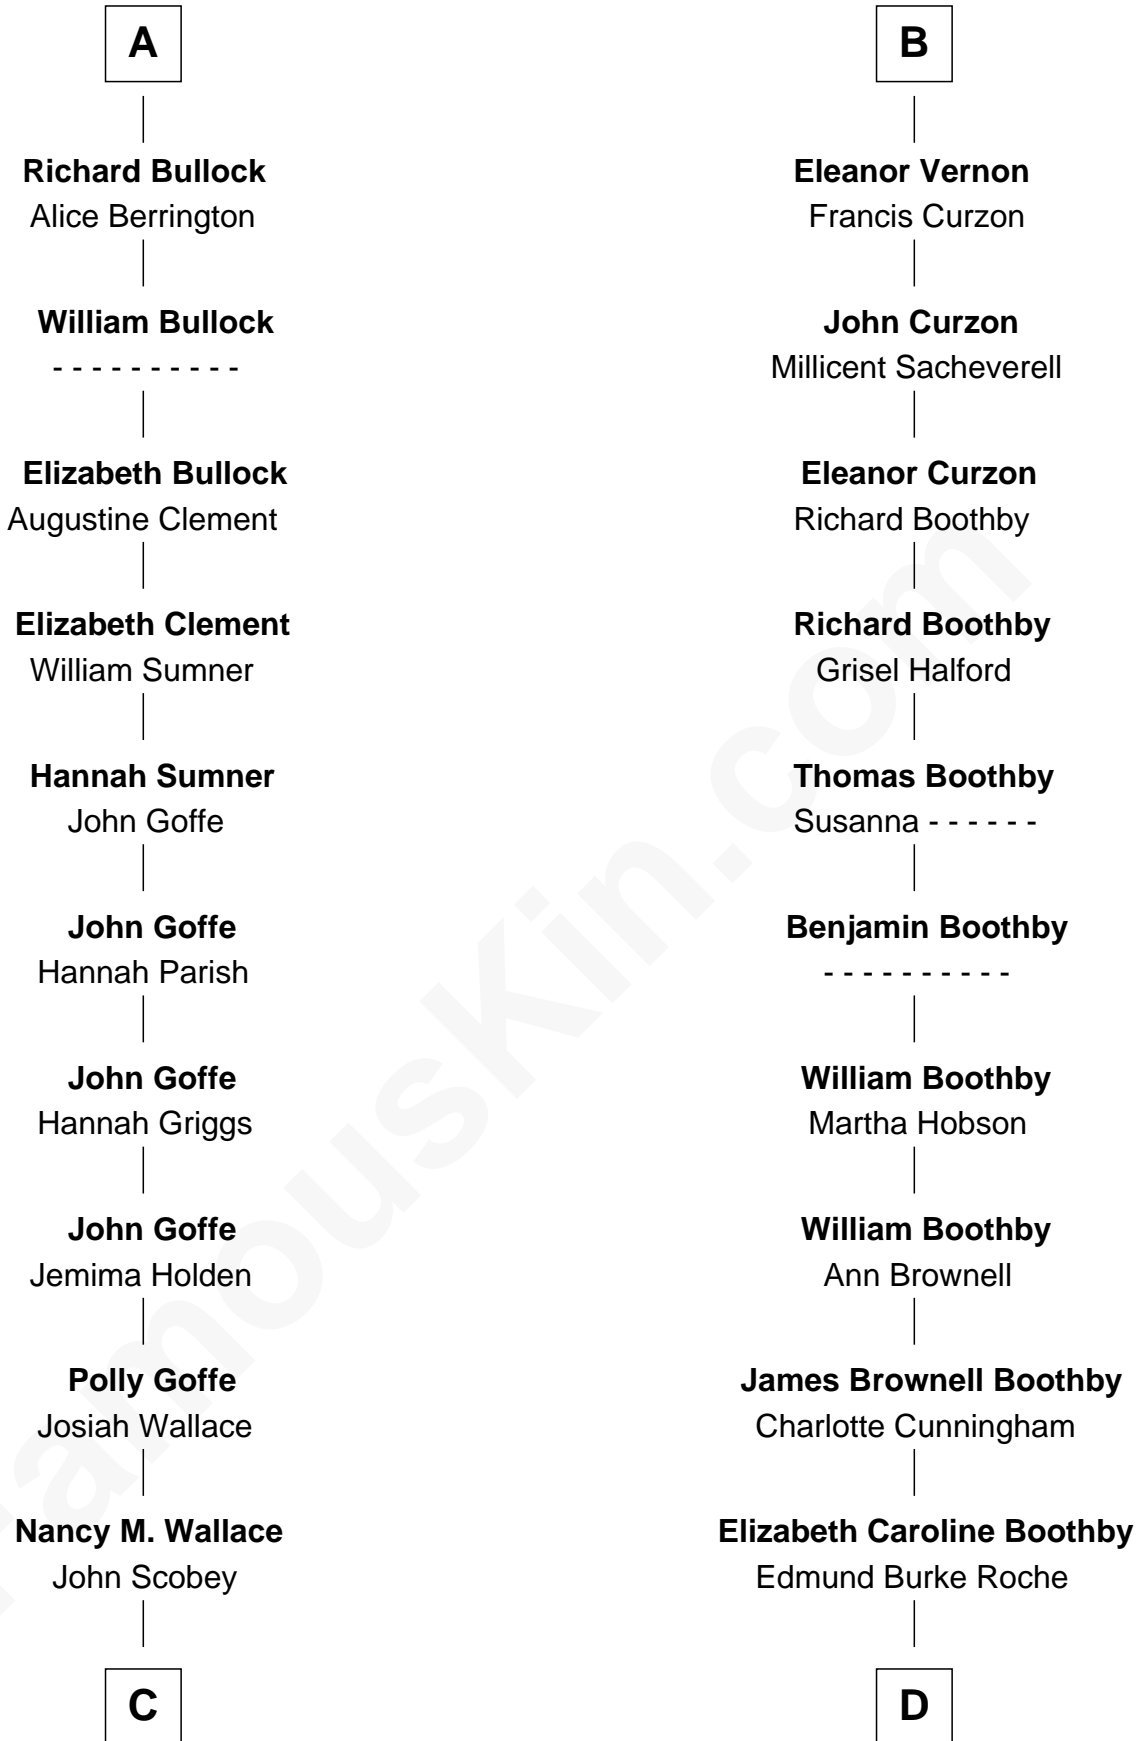 A
Richard Bullock
Alice Berrington
William Bullock
- - - - - - - - - -
Elizabeth Bullock
Augustine Clement
Elizabeth Clement
William Sumner
Hannah Sumner
John Goffe
John Goffe
Hannah Parish
John Goffe
Hannah Griggs
John Goffe
Jemima Holden
Polly Goffe
Josiah Wallace
Nancy M. Wallace
John Scobey
C
B
Eleanor Vernon
Francis Curzon
John Curzon
Millicent Sacheverell
Eleanor Curzon
Richard Boothby
Richard Boothby
Grisel Halford
Thomas Boothby
Susanna - - - - - -
Benjamin Boothby
- - - - - - - - - -
William Boothby
Martha Hobson
William Boothby
Ann Brownell
James Brownell Boothby
Charlotte Cunningham
Elizabeth Caroline Boothby
Edmund Burke Roche
D
FamousKin.com